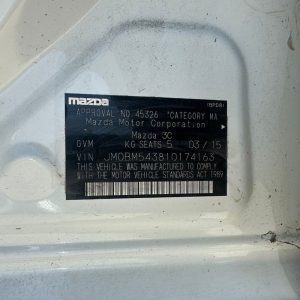 mazda (BPD8)
APPROVAL NO 45326 CATEGORY MA
Mazda Motor Corporation
Mazda 3C
GVM KG SEATS 5 03/15
VIN JM0BM543810174163
THIS VEHICLE WAS MANUFACTURED TO COMPLY
WITH THE MOTOR VEHICLE STANDARDS ACT 1989